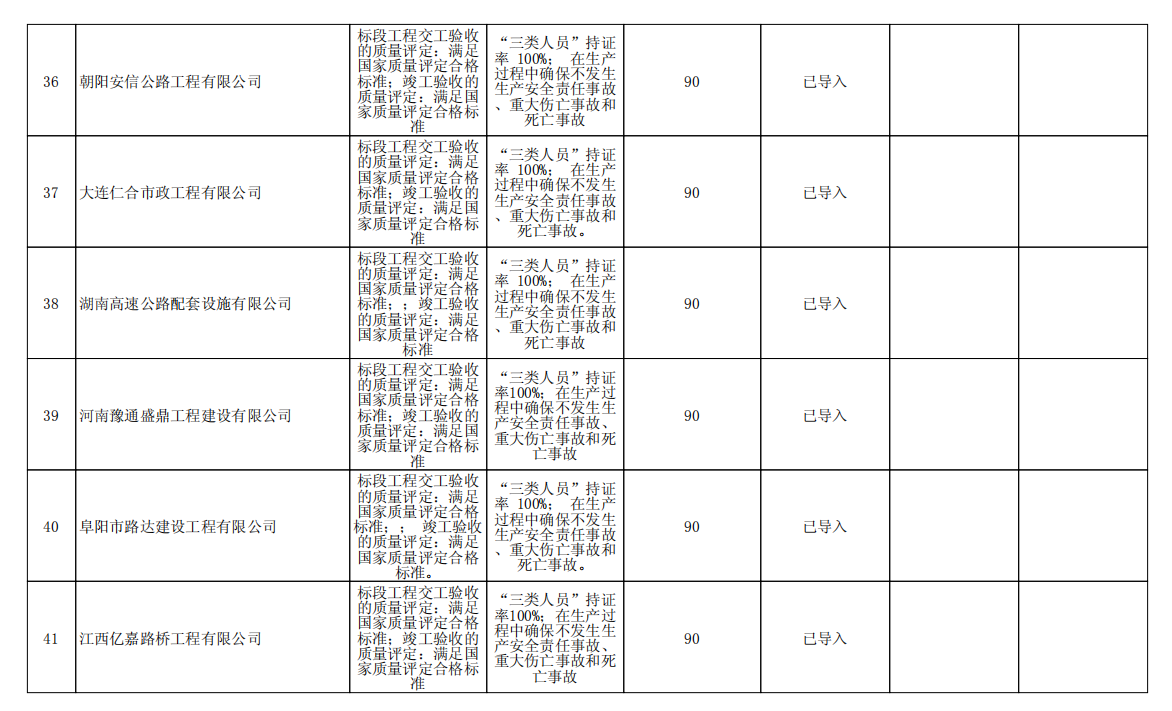 36
朝阳安信公路工程有限公司
标段工程交工验收
的质量评定：满足
国家质量评定合格
标准；竣工验收的
质量评定：满足国
家质量评定合格标
准
“三类人员”持证
率 100%； 在生产
过程中确保不发生
生产安全责任事故
、重大伤亡事故和
死亡事故
90
已导入
37
大连仁合市政工程有限公司
标段工程交工验收
的质量评定：满足
国家质量评定合格
标准；竣工验收的
质量评定：满足国
家质量评定合格标
准
“三类人员”持证
率 100%； 在生产
过程中确保不发生
生产安全责任事故
、重大伤亡事故和
死亡事故。
90
已导入
38
湖南高速公路配套设施有限公司
标段工程交工验收
的质量评定：满足
国家质量评定合格
标准；；竣工验收
的质量评定：满足
国家质量评定合格
标准
“三类人员”持证
率 100%； 在生产
过程中确保不发生
生产安全责任事故
、重大伤亡事故和
死亡事故
90
已导入
39
河南豫通盛鼎工程建设有限公司
标段工程交工验收
的质量评定：满足
国家质量评定合格
标准；竣工验收的
质量评定：满足国
家质量评定合格标
准
“三类人员”持证
率100%；在生产过
程中确保不发生生
产安全责任事故、
重大伤亡事故和死
亡事故
90
已导入
40
阜阳市路达建设工程有限公司
标段工程交工验收
的质量评定：满足
国家质量评定合格
标准；； 竣工验收
的质量评定：满足
国家质量评定合格
标准。
“三类人员”持证
率 100%； 在生产
过程中确保不发生
生产安全责任事故
、重大伤亡事故和
死亡事故。
90
已导入
41
江西亿嘉路桥工程有限公司
标段工程交工验收
的质量评定：满足
国家质量评定合格
标准；竣工验收的
质量评定：满足国
家质量评定合格标
准
“三类人员”持证
率100%；在生产过
程中确保不发生生
产安全责任事故、
重大伤亡事故和死
亡事故
90
已导入